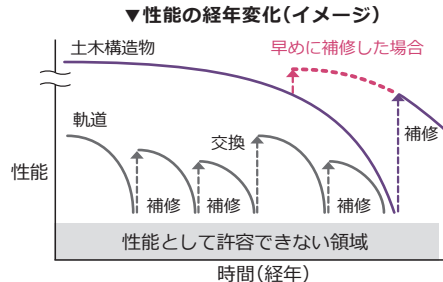 ▼性能の経年変化(イメージ)
土木構造物
早めに補修した場合
軌道
交換
補修
性能
補修
補修
補修
性能として許容できない領域
時間(経年)